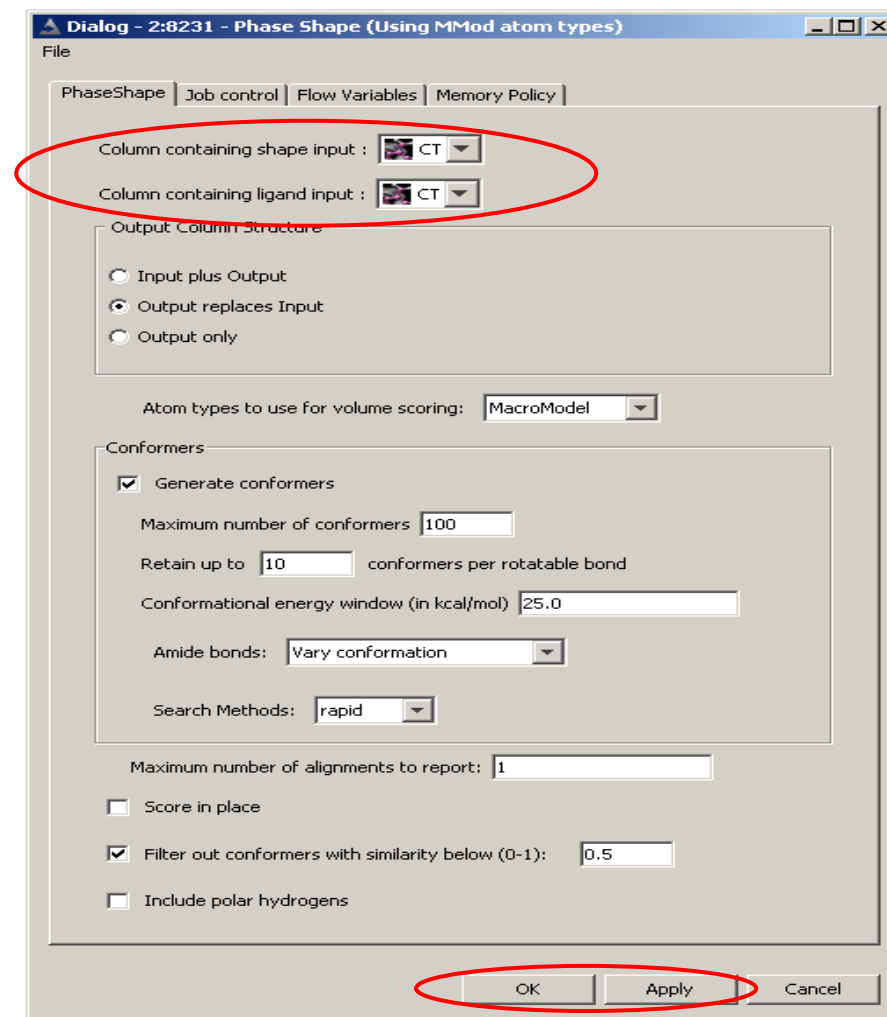 Dialog - 2:8231 - Phase Shape (Using MMod atom types)
File
PhaseShape Job control Flow Variables Memory Policy
Column containing shape input : CT
Column containing ligand input : CT
Output Column Structure
Input plus Output
Output replaces Input
Output only
Atom types to use for volume scoring: MacroModel
Conformers
Generate conformers
Maximum number of conformers 100
Retain up to 10 conformers per rotatable bond
Conformational energy window (in kcal/mol) 25.0
Amide bonds: Vary conformation
Search Methods: rapid
Maximum number of alignments to report: 1
Score in place
Filter out conformers with similarity below (0-1): 0.5
Include polar hydrogens
OK Apply Cancel